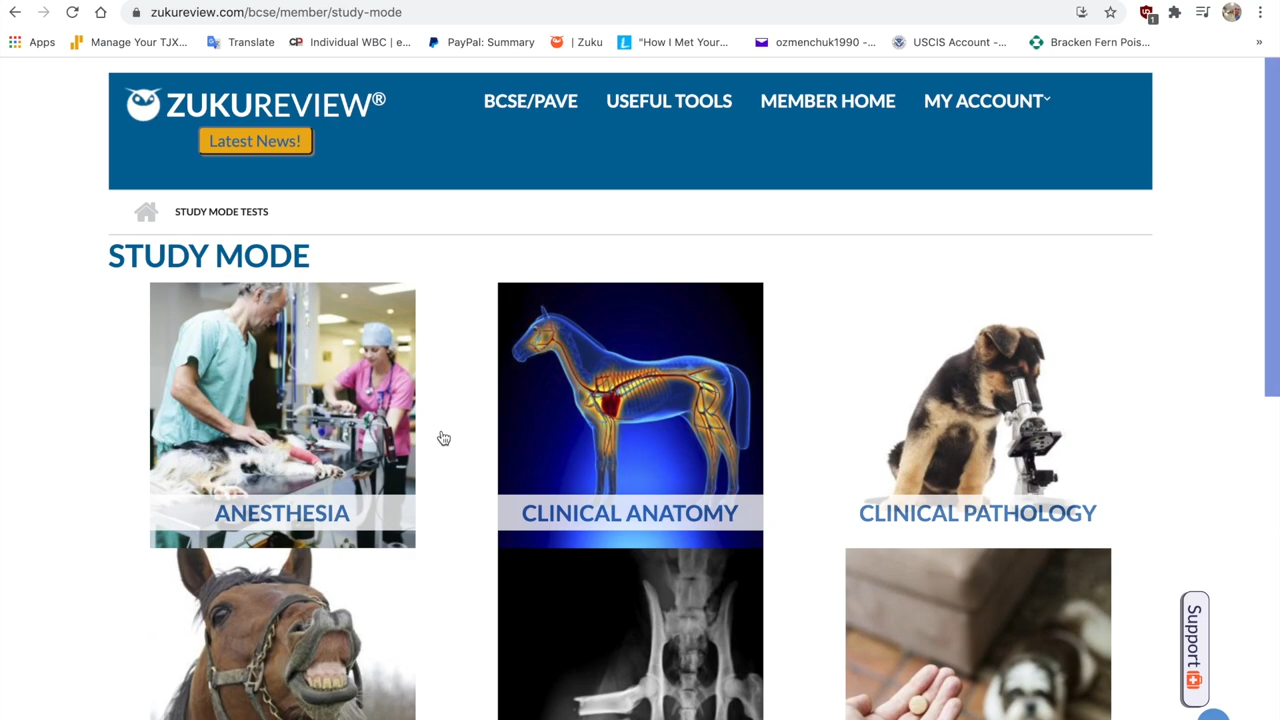 zukureview.com/bcse/member/study-mode
1
Apps
Manage Your TJX...
Translate
CP Individual WBC | e...
PayPal: Summary
| Zuku
L "How I Met Your...
ozmenchuk1990 -...
USCIS Account -...
Bracken Fern Pois...
»
ZUKUREVIEW®
Latest News!
BCSE/PAVE
USEFUL TOOLS
MEMBER HOME
MY ACCOUNT
STUDY MODE TESTS
STUDY MODE
ANESTHESIA
CLINICAL ANATOMY
CLINICAL PATHOLOGY
Support